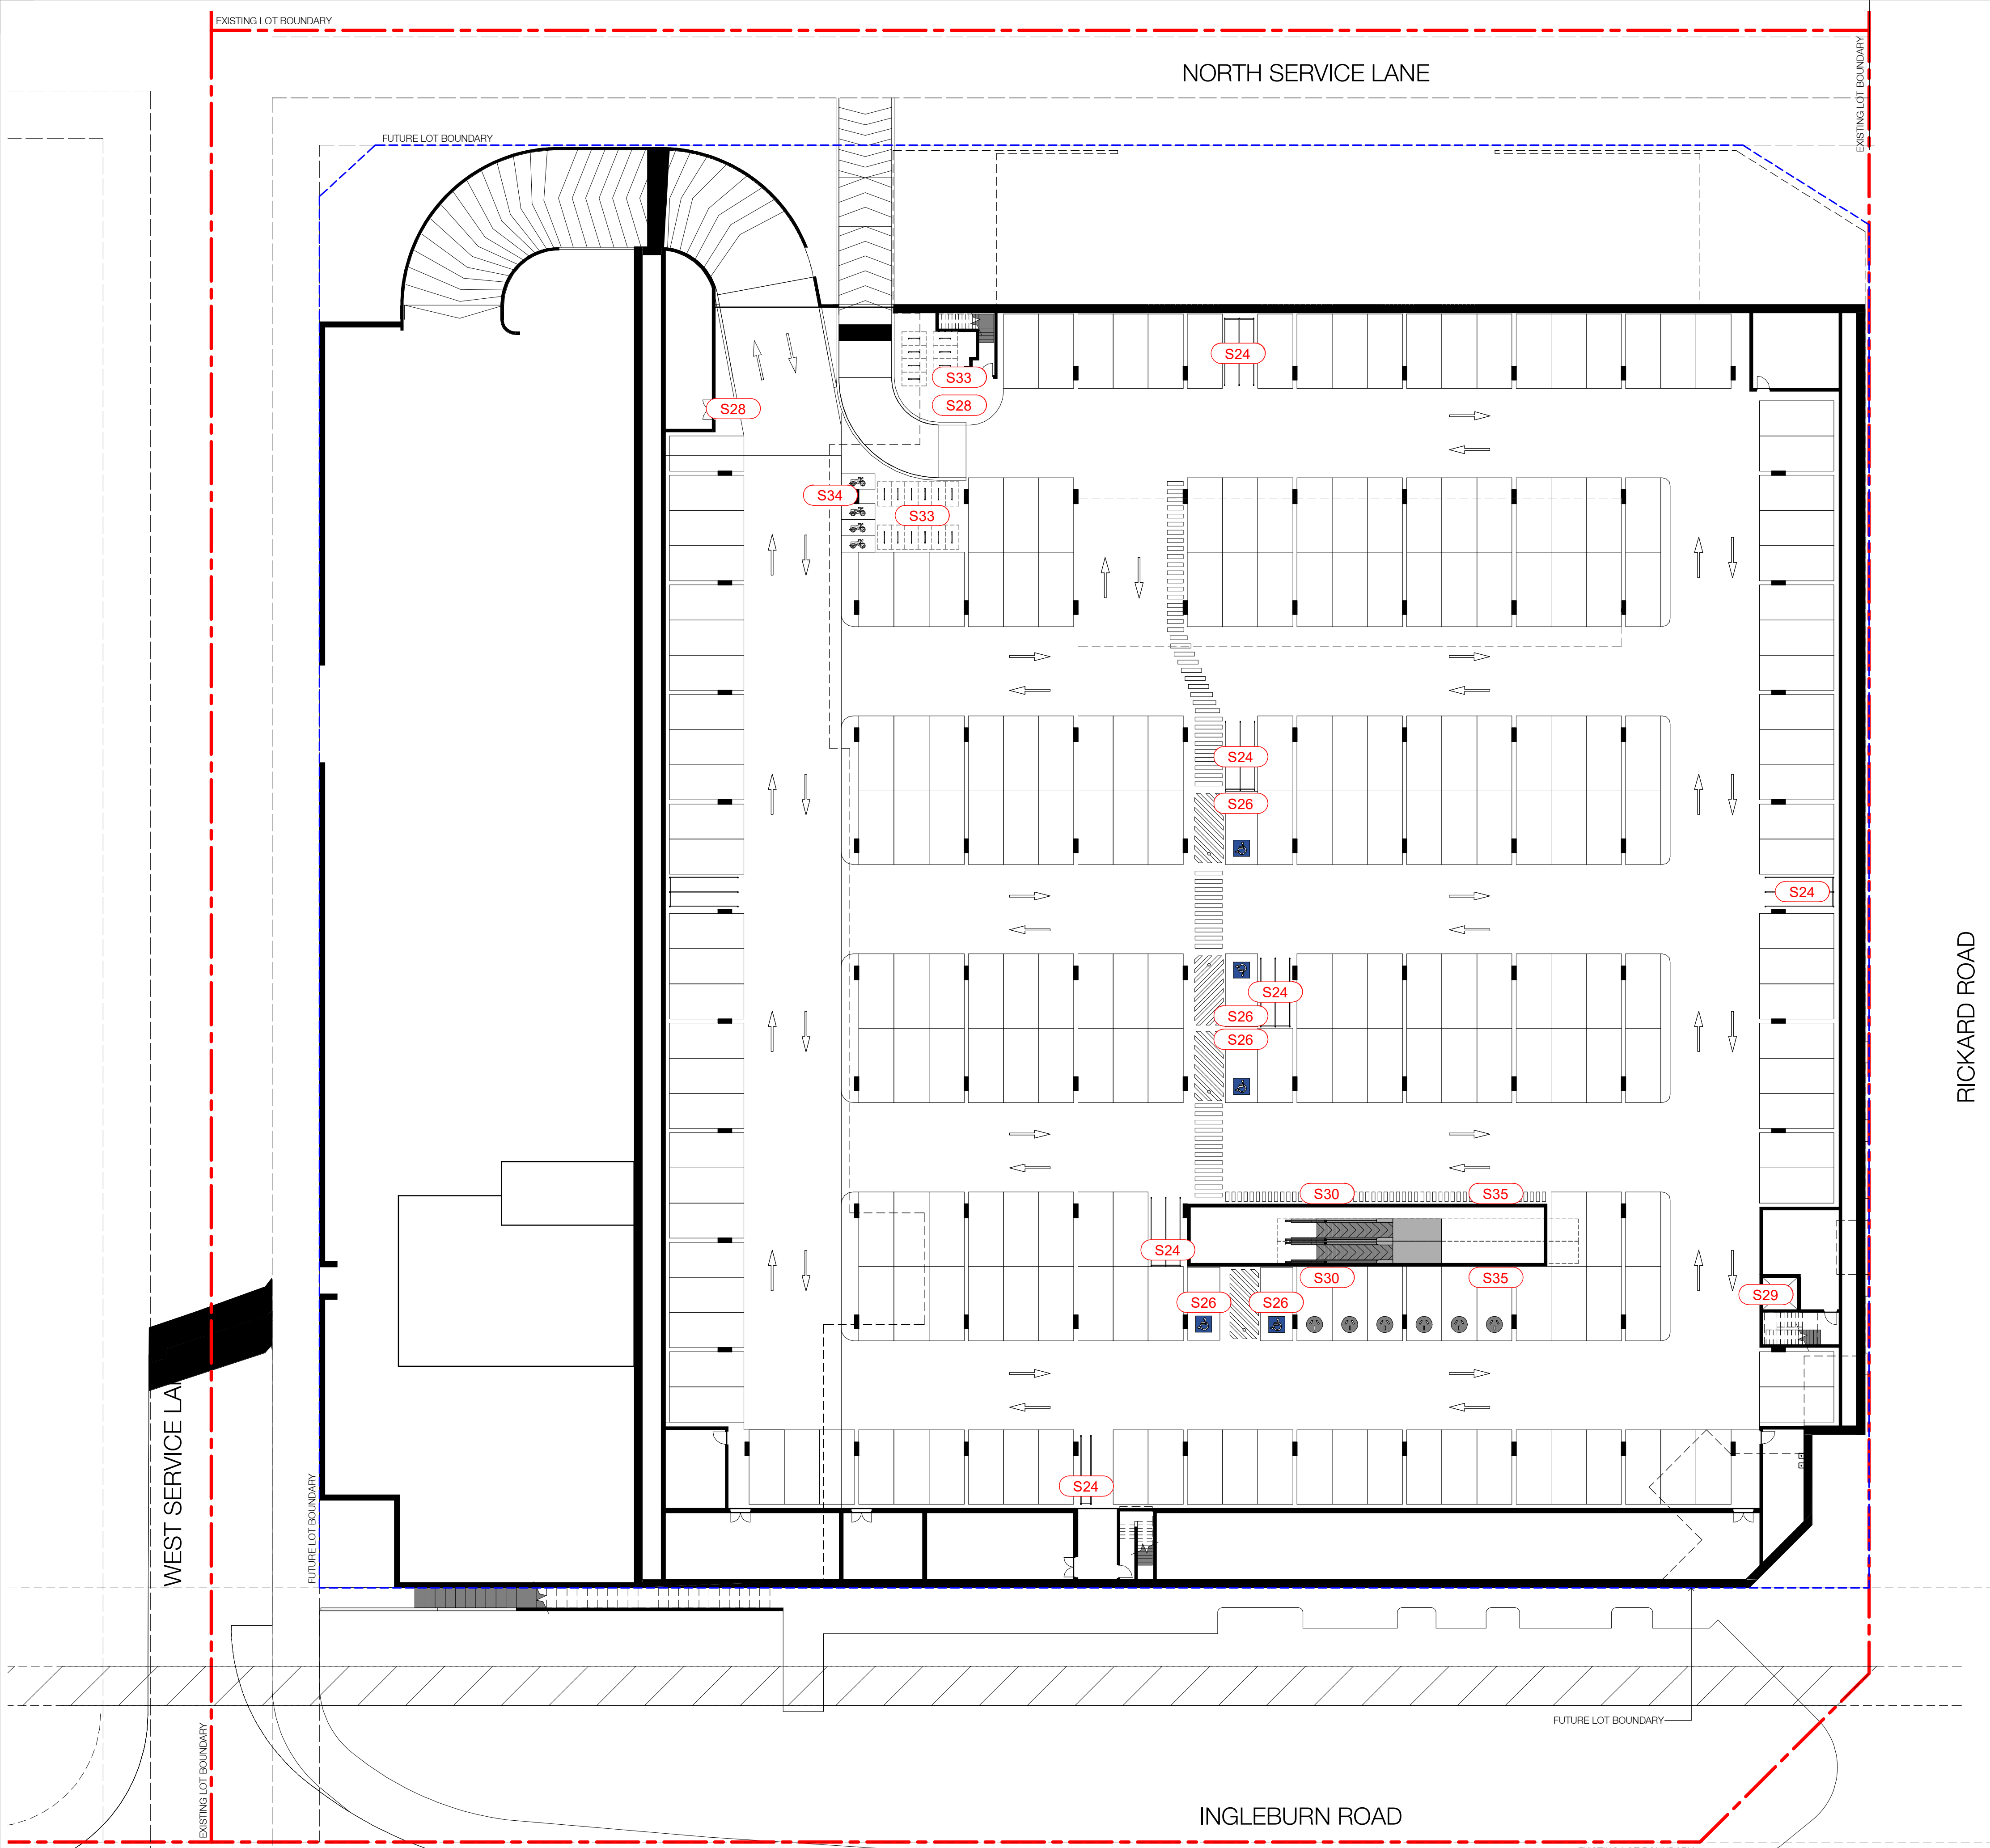 EXISTING LOT BOUNDARY
NORTH SERVICE LANE
EXISTING LOT BOUNDARY
FUTURE LOT BOUNDARY
S24
S33
S28
S28
S34
S33
S24
S26
S24
S24
S26
S26
RICKARD ROAD
S30
S35
S24
S30
S35
S29
S26
S26
WEST SERVICE LAN
S24
FUTURE LOT BOUNDARY
FUTURE LOT BOUNDARY
EXISTING LOT BOUNDARY
INGLEBURN ROAD